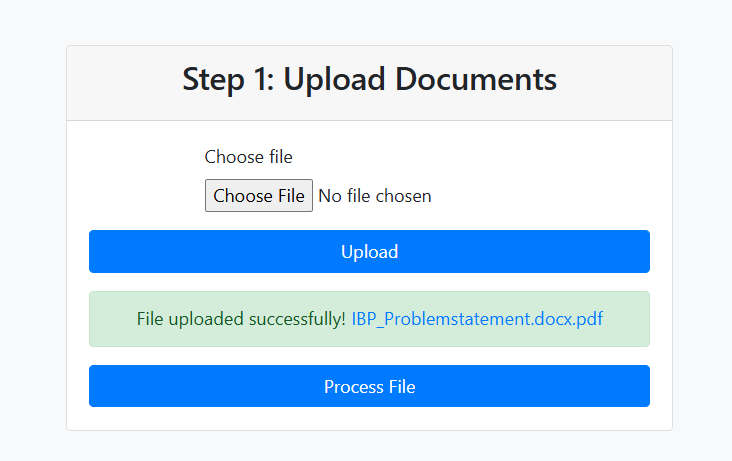 Step 1: Upload Documents
Choose file
Choose File No file chosen
Upload
File uploaded successfully! IBP_Problemstatement.docx.pdf
Process File